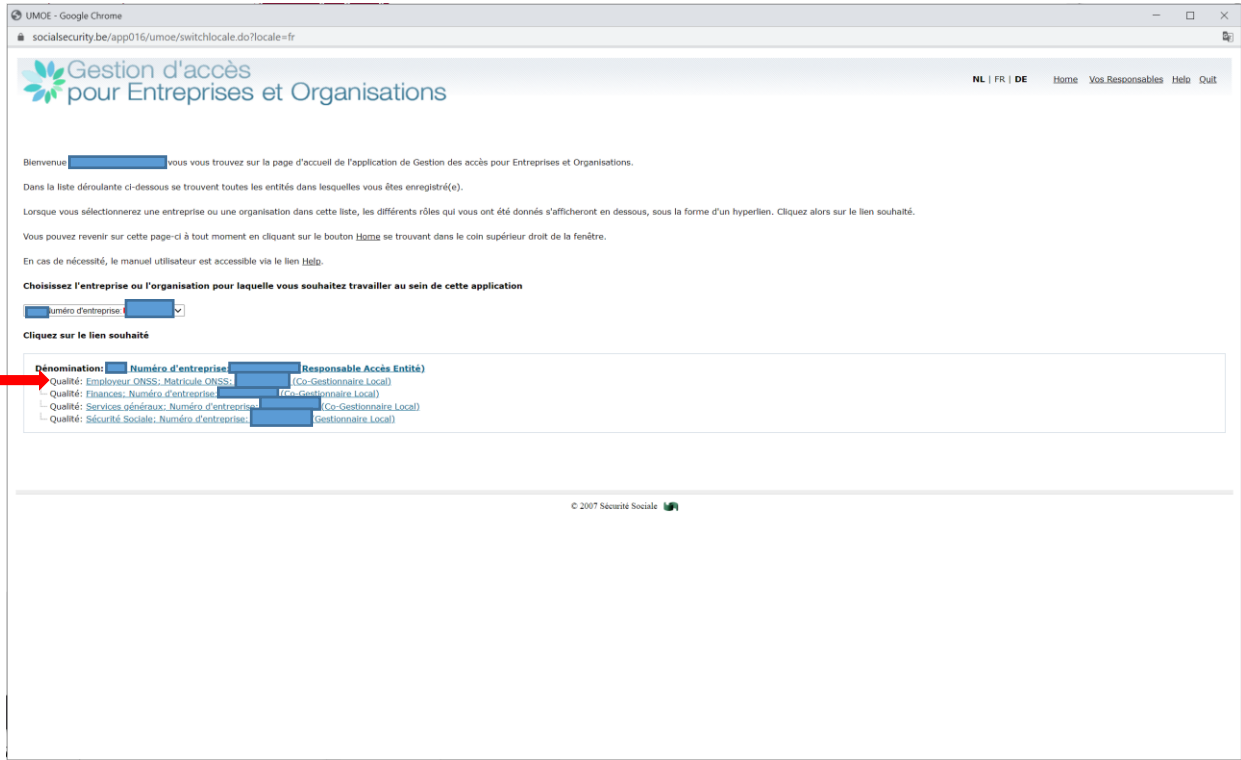 UMOE - Google Chrome
socialsecurity.be/app016/umoe/switchlocale.do?locale=fr
Gestion d'accès
pour Entreprises et Organisations
NL | FR | DE Home Vos Responsables Help Quit
Bienvenue vous vous trouvez sur la page d'accueil de l'application de Gestion des accès pour Entreprises et Organisations.
Dans la liste déroulante ci-dessous se trouvent toutes les entités dans lesquelles vous êtes enregistré(e).
Lorsque vous sélectionnerez une entreprise ou une organisation dans cette liste, les différents rôles qui vous ont été donnés s'afficheront en dessous, sous la forme d'un hyperlien. Cliquez alors sur le lien souhaité.
Vous pouvez revenir sur cette page-ci à tout moment en cliquant sur le bouton Home se trouvant dans le coin supérieur droit de la fenêtre.
En cas de nécessité, le manuel utilisateur est accessible via le lien Help.
Choisissez l'entreprise ou l'organisation pour laquelle vous souhaitez travailler au sein de cette application
uméro d'entreprise:
Cliquez sur le lien souhaité
Dénomination: Numéro d'entreprise: Responsable Accès Entité)
Qualité: Employeur ONSS: Matricule ONSS: (Co-Gestionnaire Local)
Qualité: Finances: Numéro d'entreprise: (Co-Gestionnaire Local)
Qualité: Services généraux: Numéro d'entreprise: (Co-Gestionnaire Local)
Qualité: Sécurité Sociale: Numéro d'entreprise: (Gestionnaire Local)
© 2007 Sécurité Sociale